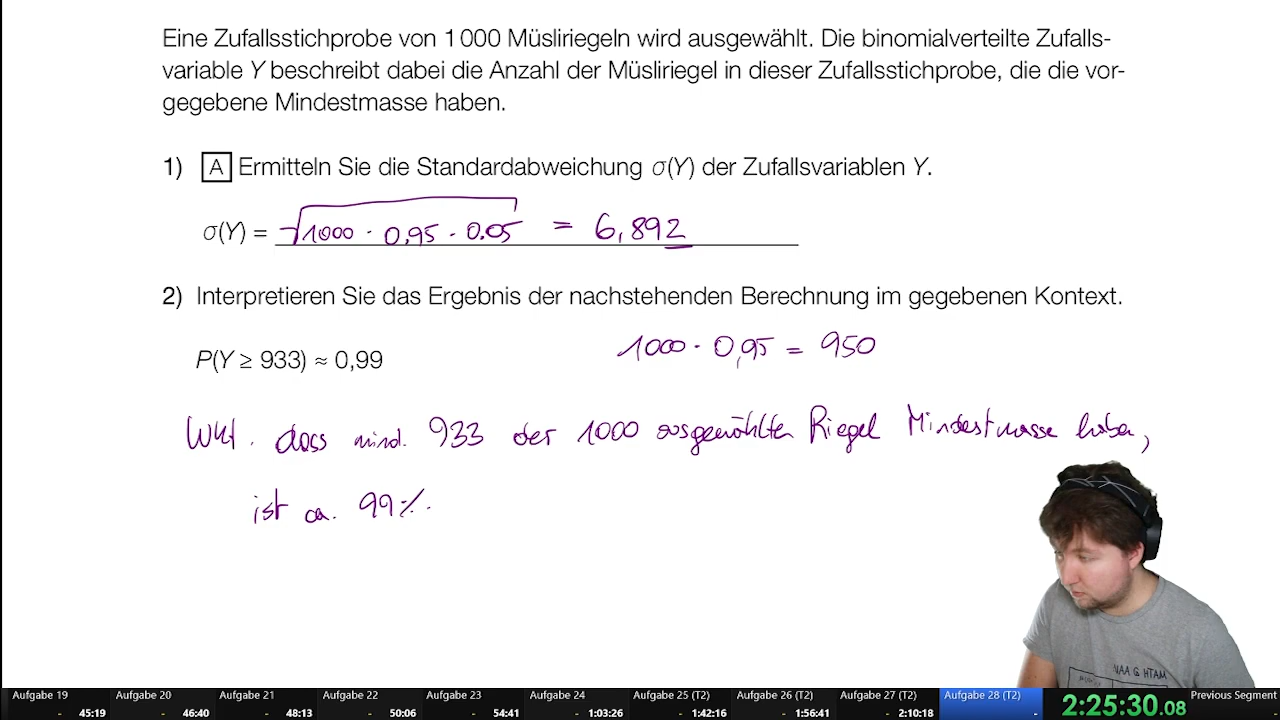 Eine Zufallsstichprobe von 1 000 Müsliriegeln wird ausgewählt. Die binomialverteilte Zufalls-
variable Y beschreibt dabei die Anzahl der Müsliriegel in dieser Zufallsstichprobe, die die vor-
gegebene Mindestmasse haben.
1) A Ermitteln Sie die Standardabweichung σ(Y) der Zufallsvariablen Y.
σ(Y) = √1000 · 0,95 · 0.05 = 6,892
2) Interpretieren Sie das Ergebnis der nachstehenden Berechnung im gegebenen Kontext.
1000 · 0,95 = 950
P(Y ≥ 933) ≈ 0,99
Wkt. dass mind. 933 der 1000 ausgewählten Riegel Mindestmasse haben,
ist ca. 99%.
Aufgabe 19 Aufgabe 20 Aufgabe 21 Aufgabe 22 Aufgabe 23 Aufgabe 24 Aufgabe 25 (T2) Aufgabe 26 (T2) Aufgabe 27 (T2) Aufgabe 28 (T2) 2:25:30.08 Previous Segment
- 45:19 - 46:40 - 48:13 - 50:06 - 54:41 - 1:03:26 - 1:42:16 - 1:56:41 - 2:10:18 - -